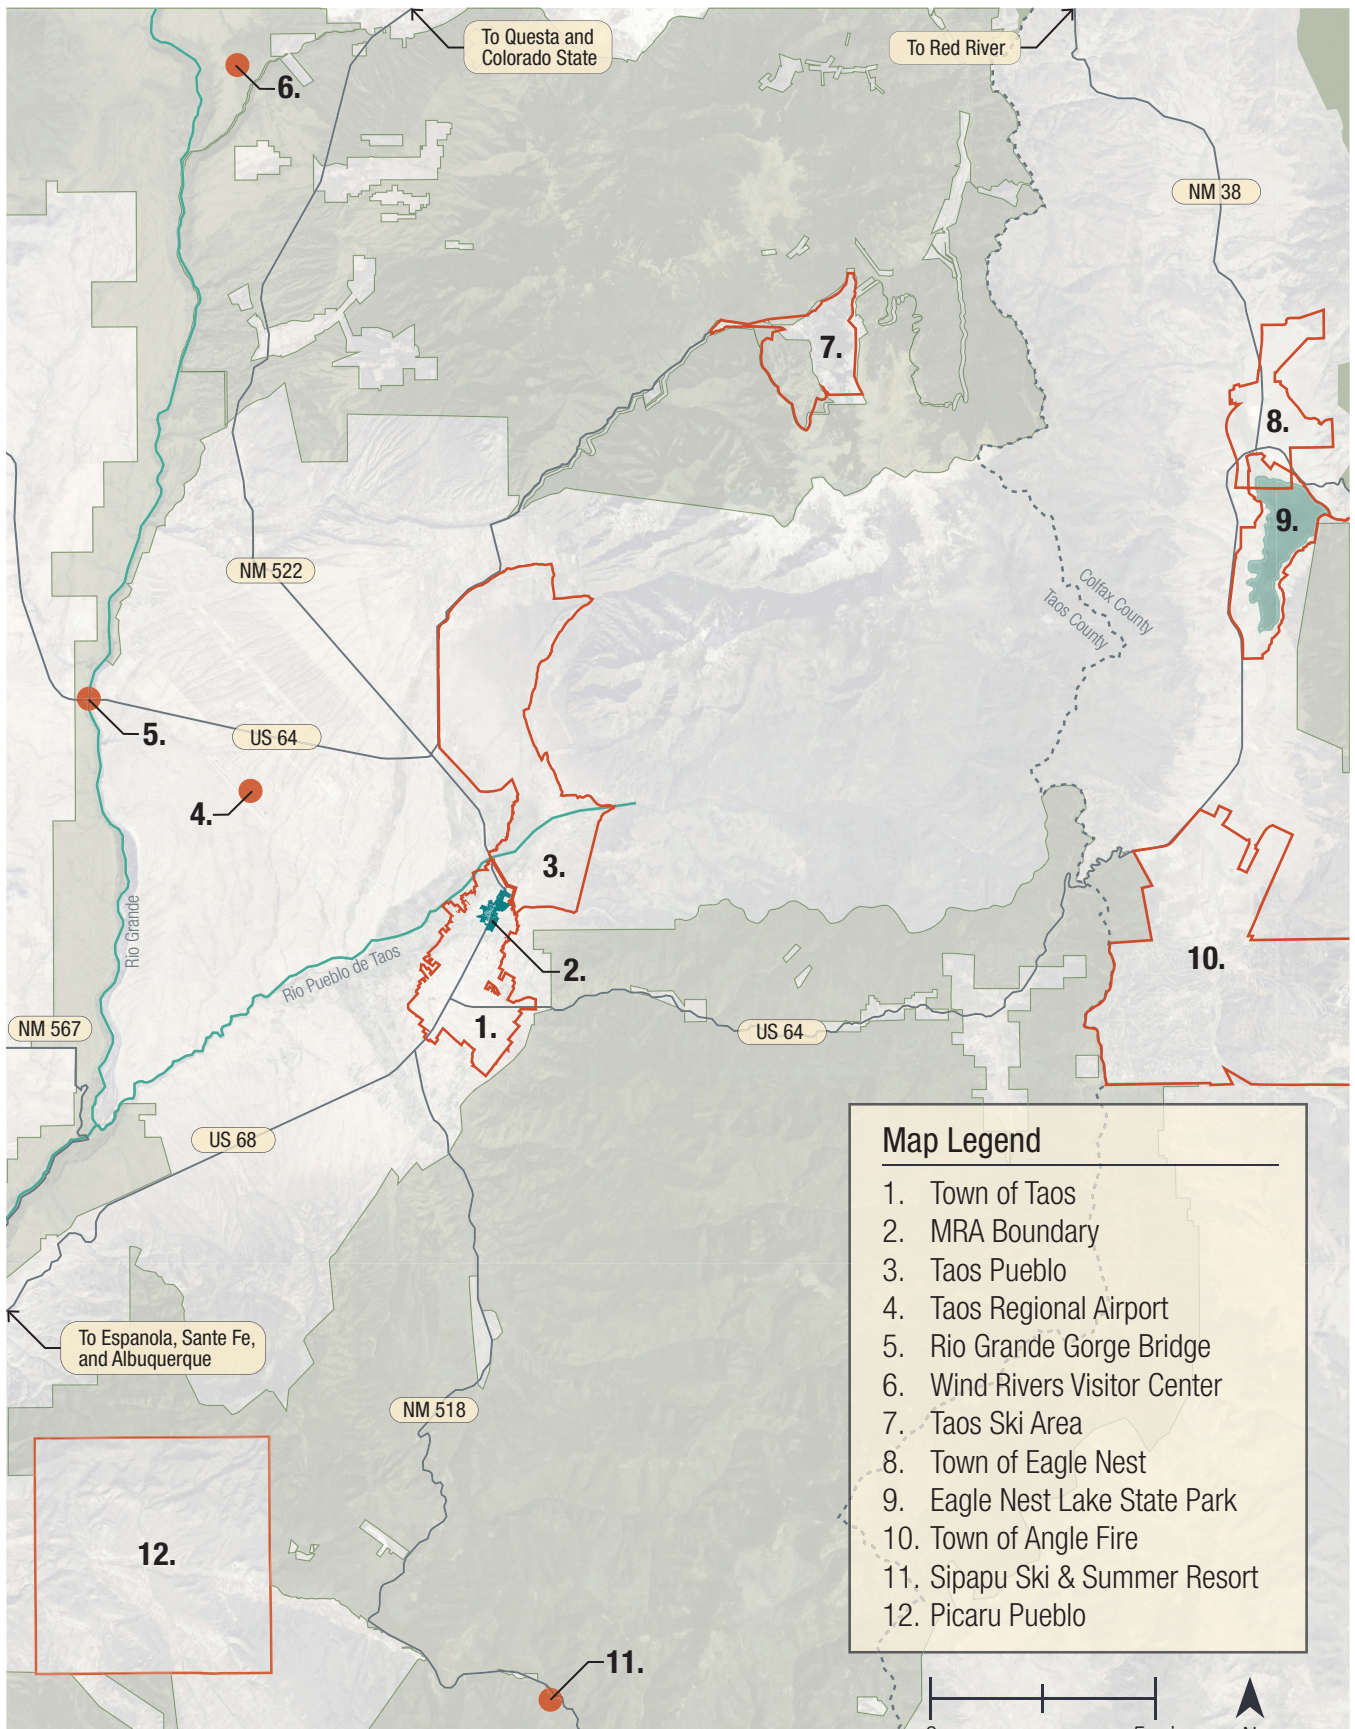 To Questa and
Colorado State
To Red River
6.
NM 38
7.
8.
9.
NM 522
Colfax County
Taos County
5.
US 64
4.
3.
Rio Grande
Rio Pueblo de Taos
2.
10.
NM 567
1.
US 64
US 68
To Espanola, Sante Fe,
and Albuquerque
NM 518
12.
11.
Map Legend
1. Town of Taos
2. MRA Boundary
3. Taos Pueblo
4. Taos Regional Airport
5. Rio Grande Gorge Bridge
6. Wind Rivers Visitor Center
7. Taos Ski Area
8. Town of Eagle Nest
9. Eagle Nest Lake State Park
10. Town of Angle Fire
11. Sipapu Ski & Summer Resort
12. Picaru Pueblo